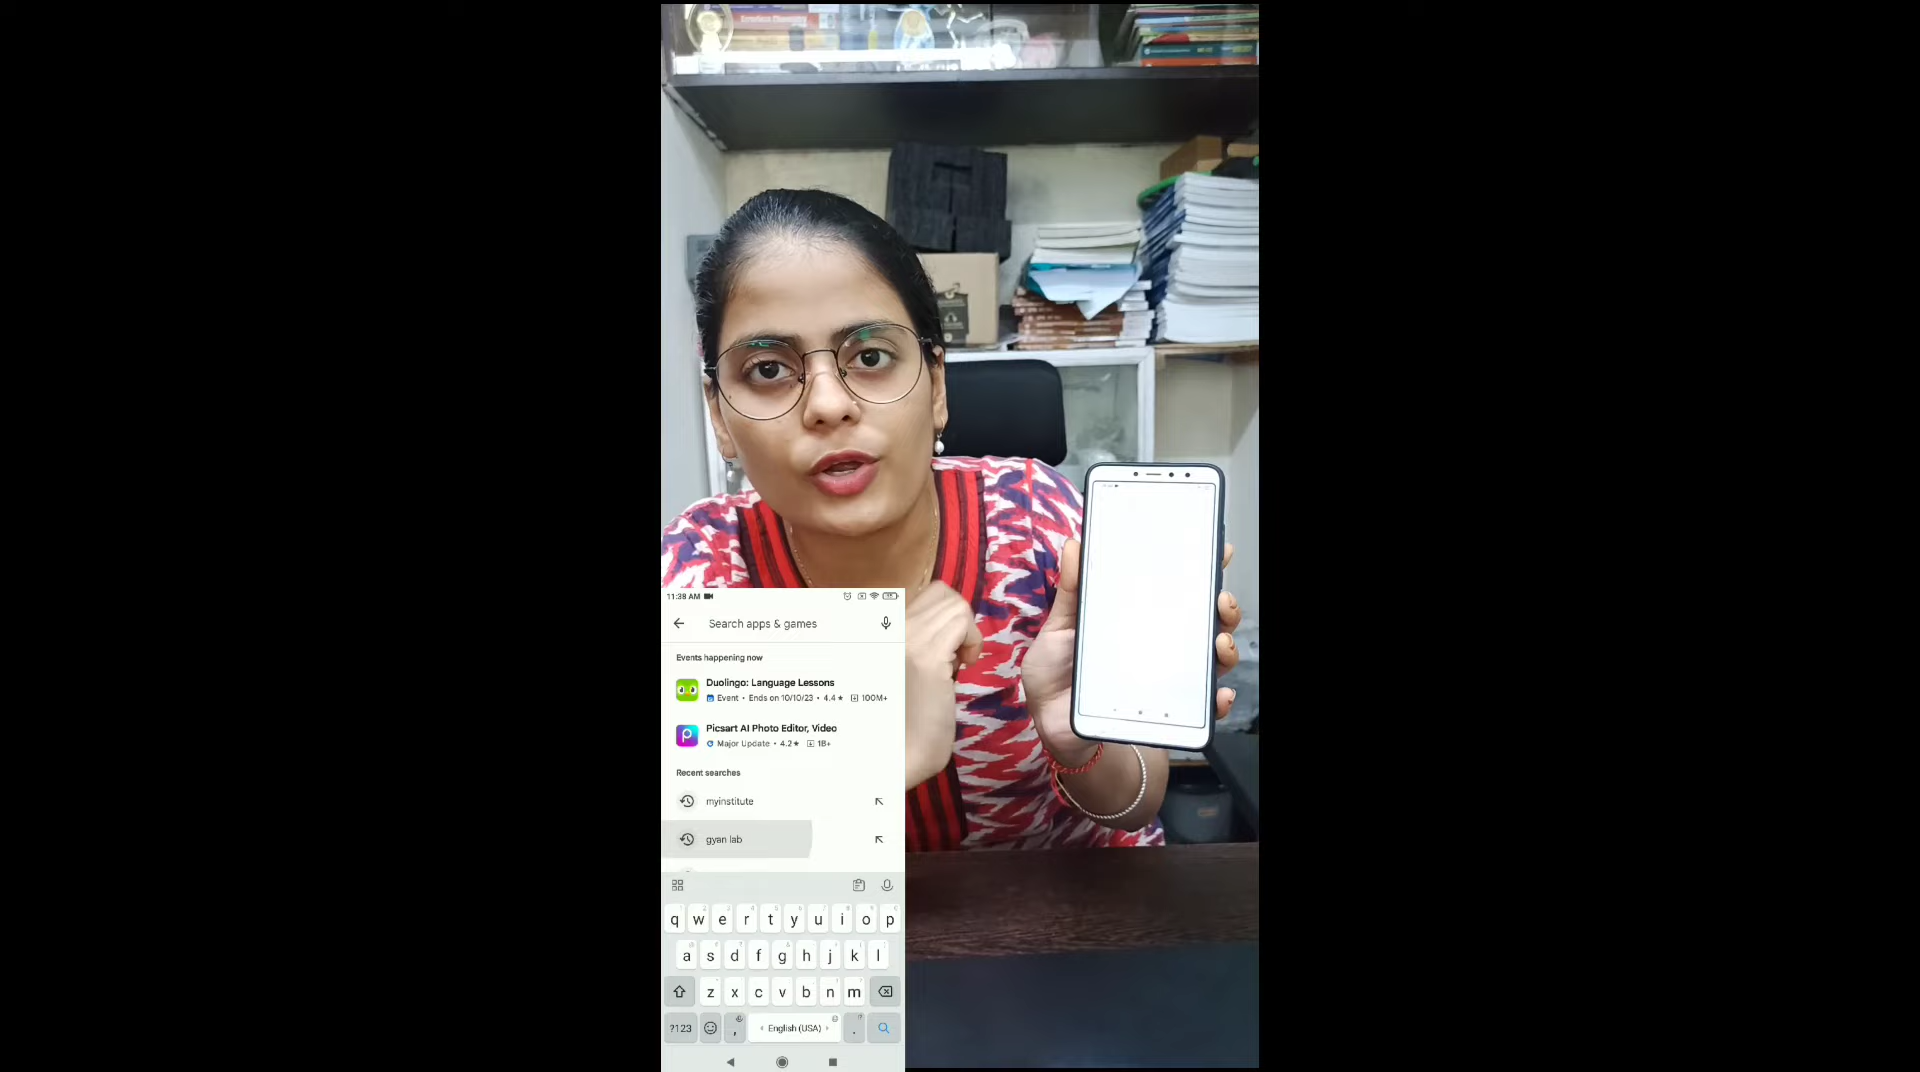 11:38 AM
Search apps & games
Events happening now
Duolingo: Language Lessons
Event • Ends on 10/10/23 • 4.4 ★ 100M+
Picsart AI Photo Editor, Video
Major Update • 4.2 ★ 1B+
Recent searches
myinstitute
gyan lab
q w e r t y u i o p
a s d f g h j k l
z x c v b n m
?123 , English (USA) .